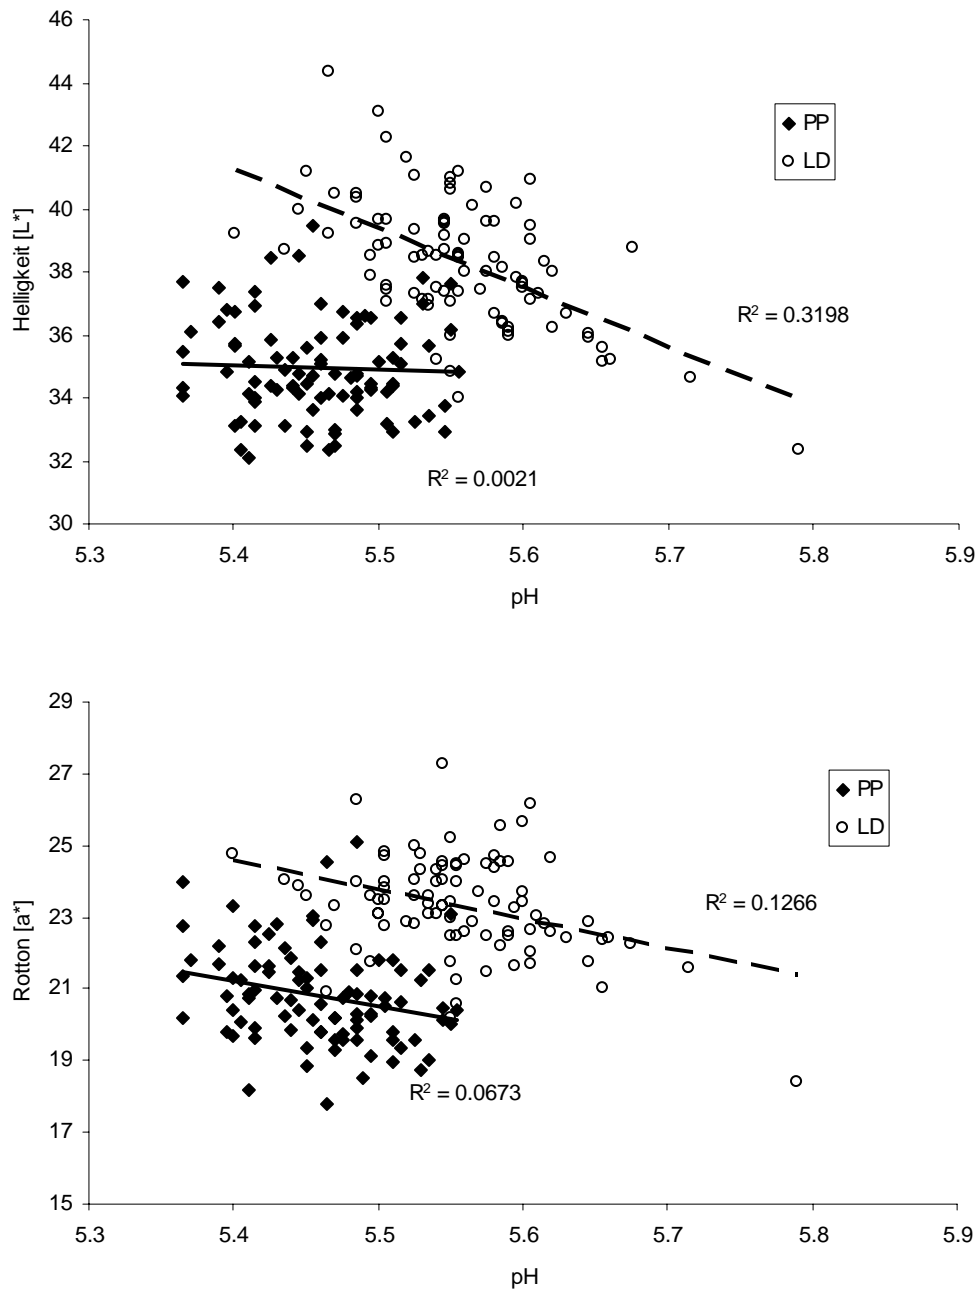 46
44
42
40
38
36
34
32
30
Helligkeit [L*]
PP
LD
R² = 0.3198
R² = 0.0021
5.3 5.4 5.5 5.6 5.7 5.8 5.9
pH
29
27
25
23
21
19
17
15
Rotton [a*]
PP
LD
R² = 0.1266
R² = 0.0673
5.3 5.4 5.5 5.6 5.7 5.8 5.9
pH